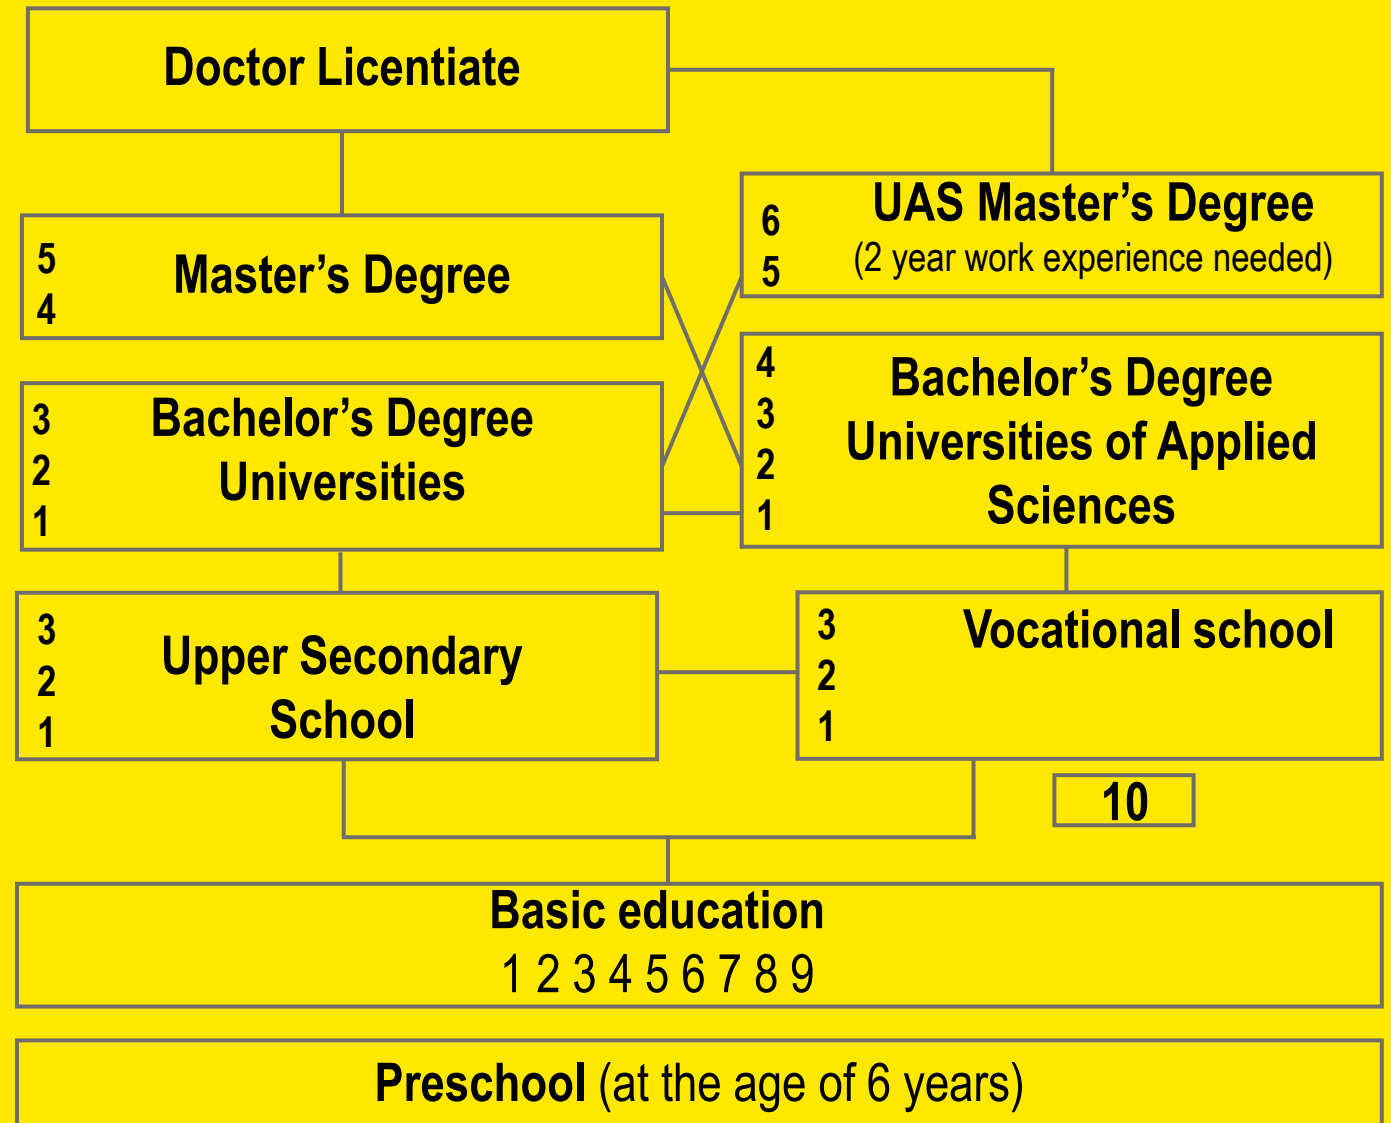 Doctor Licentiate
5
4
Master's Degree
6
5
UAS Master's Degree
(2 year work experience needed)
3
2
1
Bachelor's Degree
Universities
4
3
2
1
Bachelor's Degree
Universities of Applied
Sciences
3
2
1
Upper Secondary
School
3
2
1
Vocational school
10
Basic education
1 2 3 4 5 6 7 8 9
Preschool (at the age of 6 years)